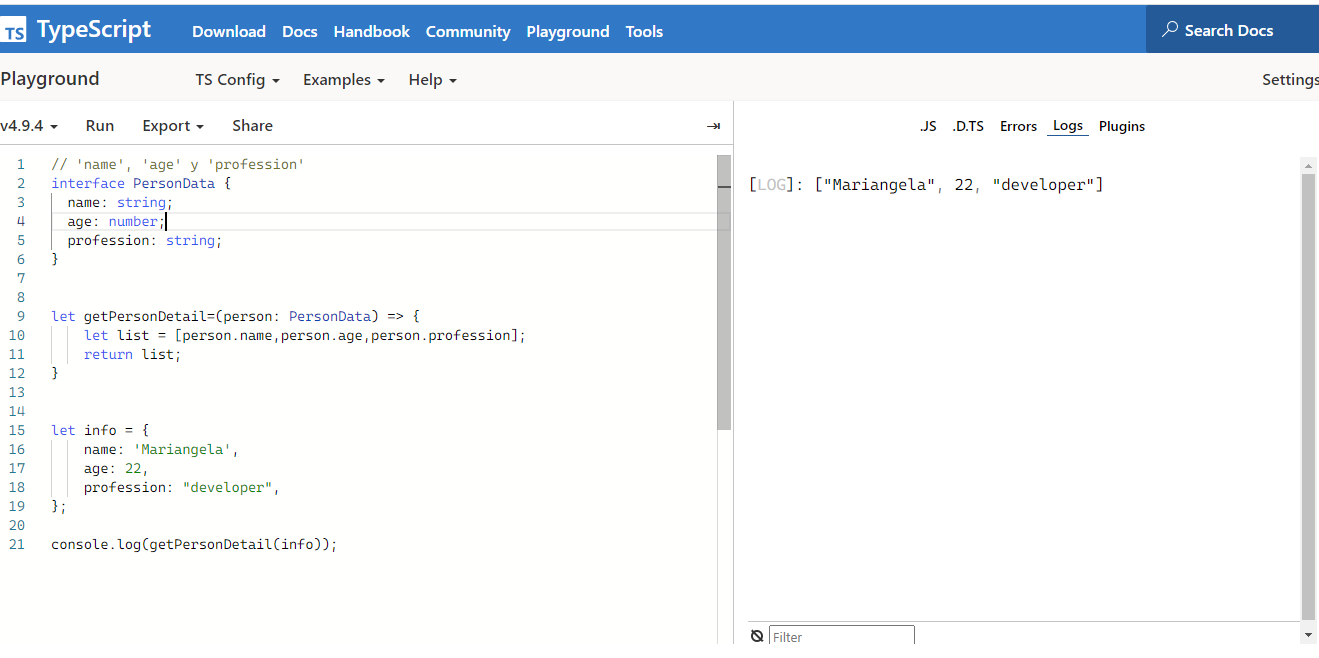 TS TypeScript Download Docs Handbook Community Playground Tools Search Docs
Playground TS Config Examples Help Settings
v4.9.4 Run Export Share
.JS .D.TS Errors Logs Plugins
1 // 'name', 'age' y 'profession'
2 interface PersonData {
3 name: string;
4 age: number;
5 profession: string;
6 }
7
8
9 let getPersonDetail=(person: PersonData) => {
10 let list = [person.name,person.age,person.profession];
11 return list;
12 }
13
14
15 let info = {
16 name: 'Mariangela',
17 age: 22,
18 profession: "developer",
19 };
20
21 console.log(getPersonDetail(info));
[LOG]: ["Mariangela", 22, "developer"]
Filter